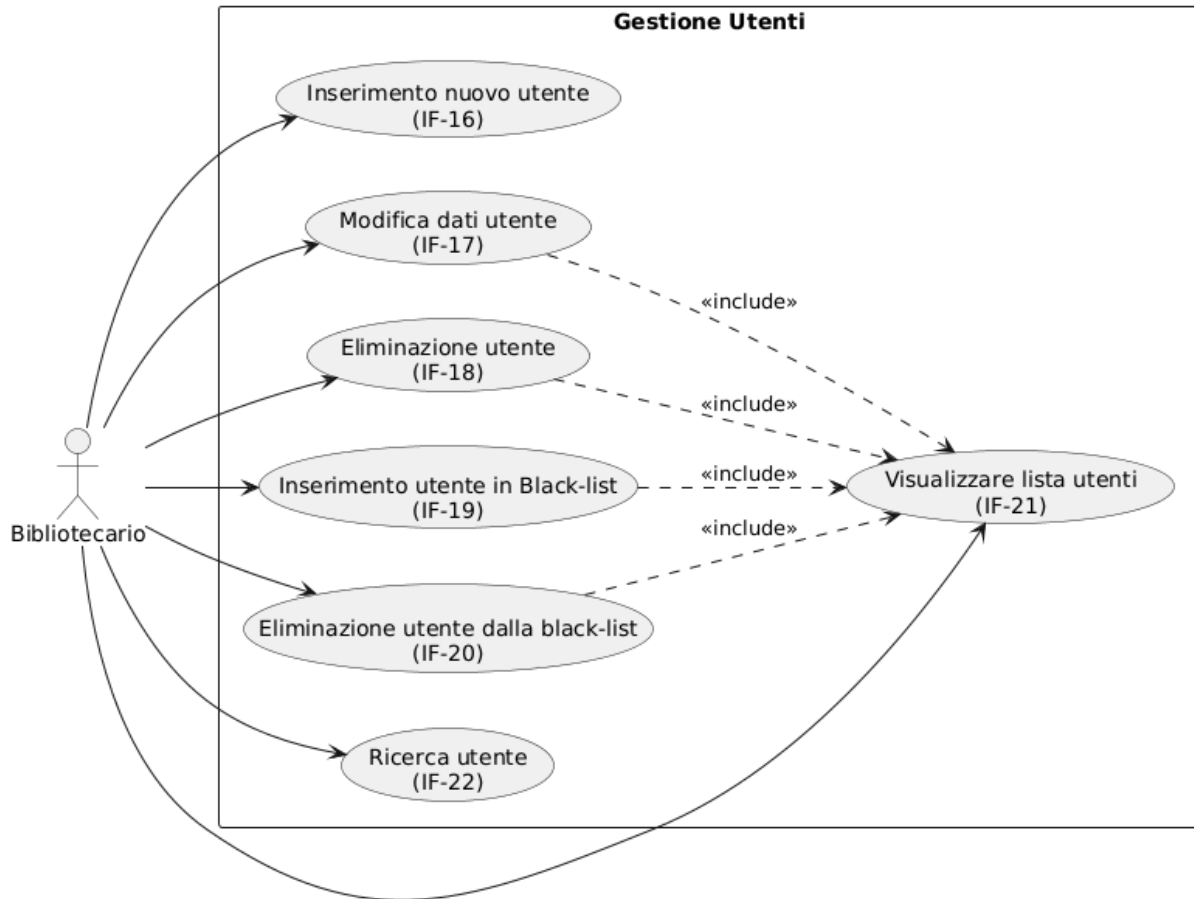 Gestione Utenti
Inserimento nuovo utente
(IF-16)
Modifica dati utente
(IF-17)
«include»
Eliminazione utente
(IF-18)
«include»
Inserimento utente in Black-list
(IF-19)
«include»
Visualizzare lista utenti
(IF-21)
Bibliotecario
«include»
Eliminazione utente dalla black-list
(IF-20)
Ricerca utente
(IF-22)